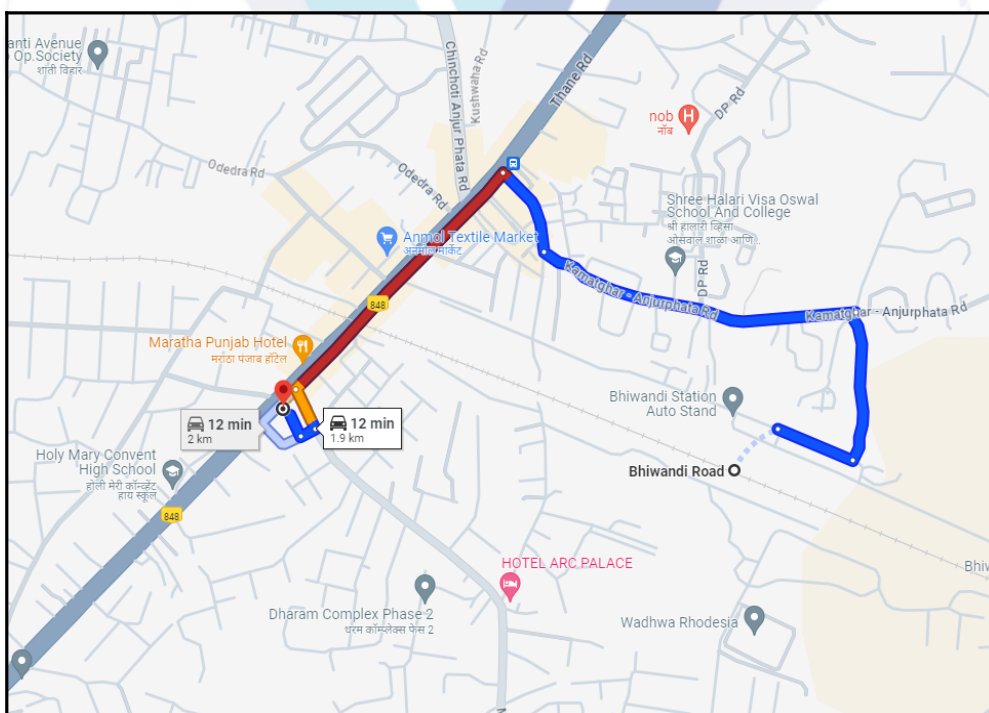 anti Avenue
Op.Society
शांती विहार
Chinchoti Anjur Phata Rd
Kushwaha Rd
Thane Rd
DP Rd
nob
नॉब
H
Odedra Rd
Odedra Rd
Shree Halari Visa Oswal
School And College
श्री हालारी व्हिसा
ओसवाल शाळा आणि...
Anmol Textile Market
अनमोल मार्केट
DP Rd
Kamatghar - Anjurphata Rd
Kamatghar - Anjurphata Rd
848
Maratha Punjab Hotel
मराठा पंजाब हॉटेल
Bhiwandi Station
Auto Stand
12 min
2 km
12 min
1.9 km
Holy Mary Convent
High School
होली मेरी कॉन्व्हेंट
हाय स्कूल
Bhiwandi Road
848
HOTEL ARC PALACE
Bhiw
Dharam Complex Phase 2
धरम कॉम्प्लेक्स फेस 2
Wadhwa Rhodesia